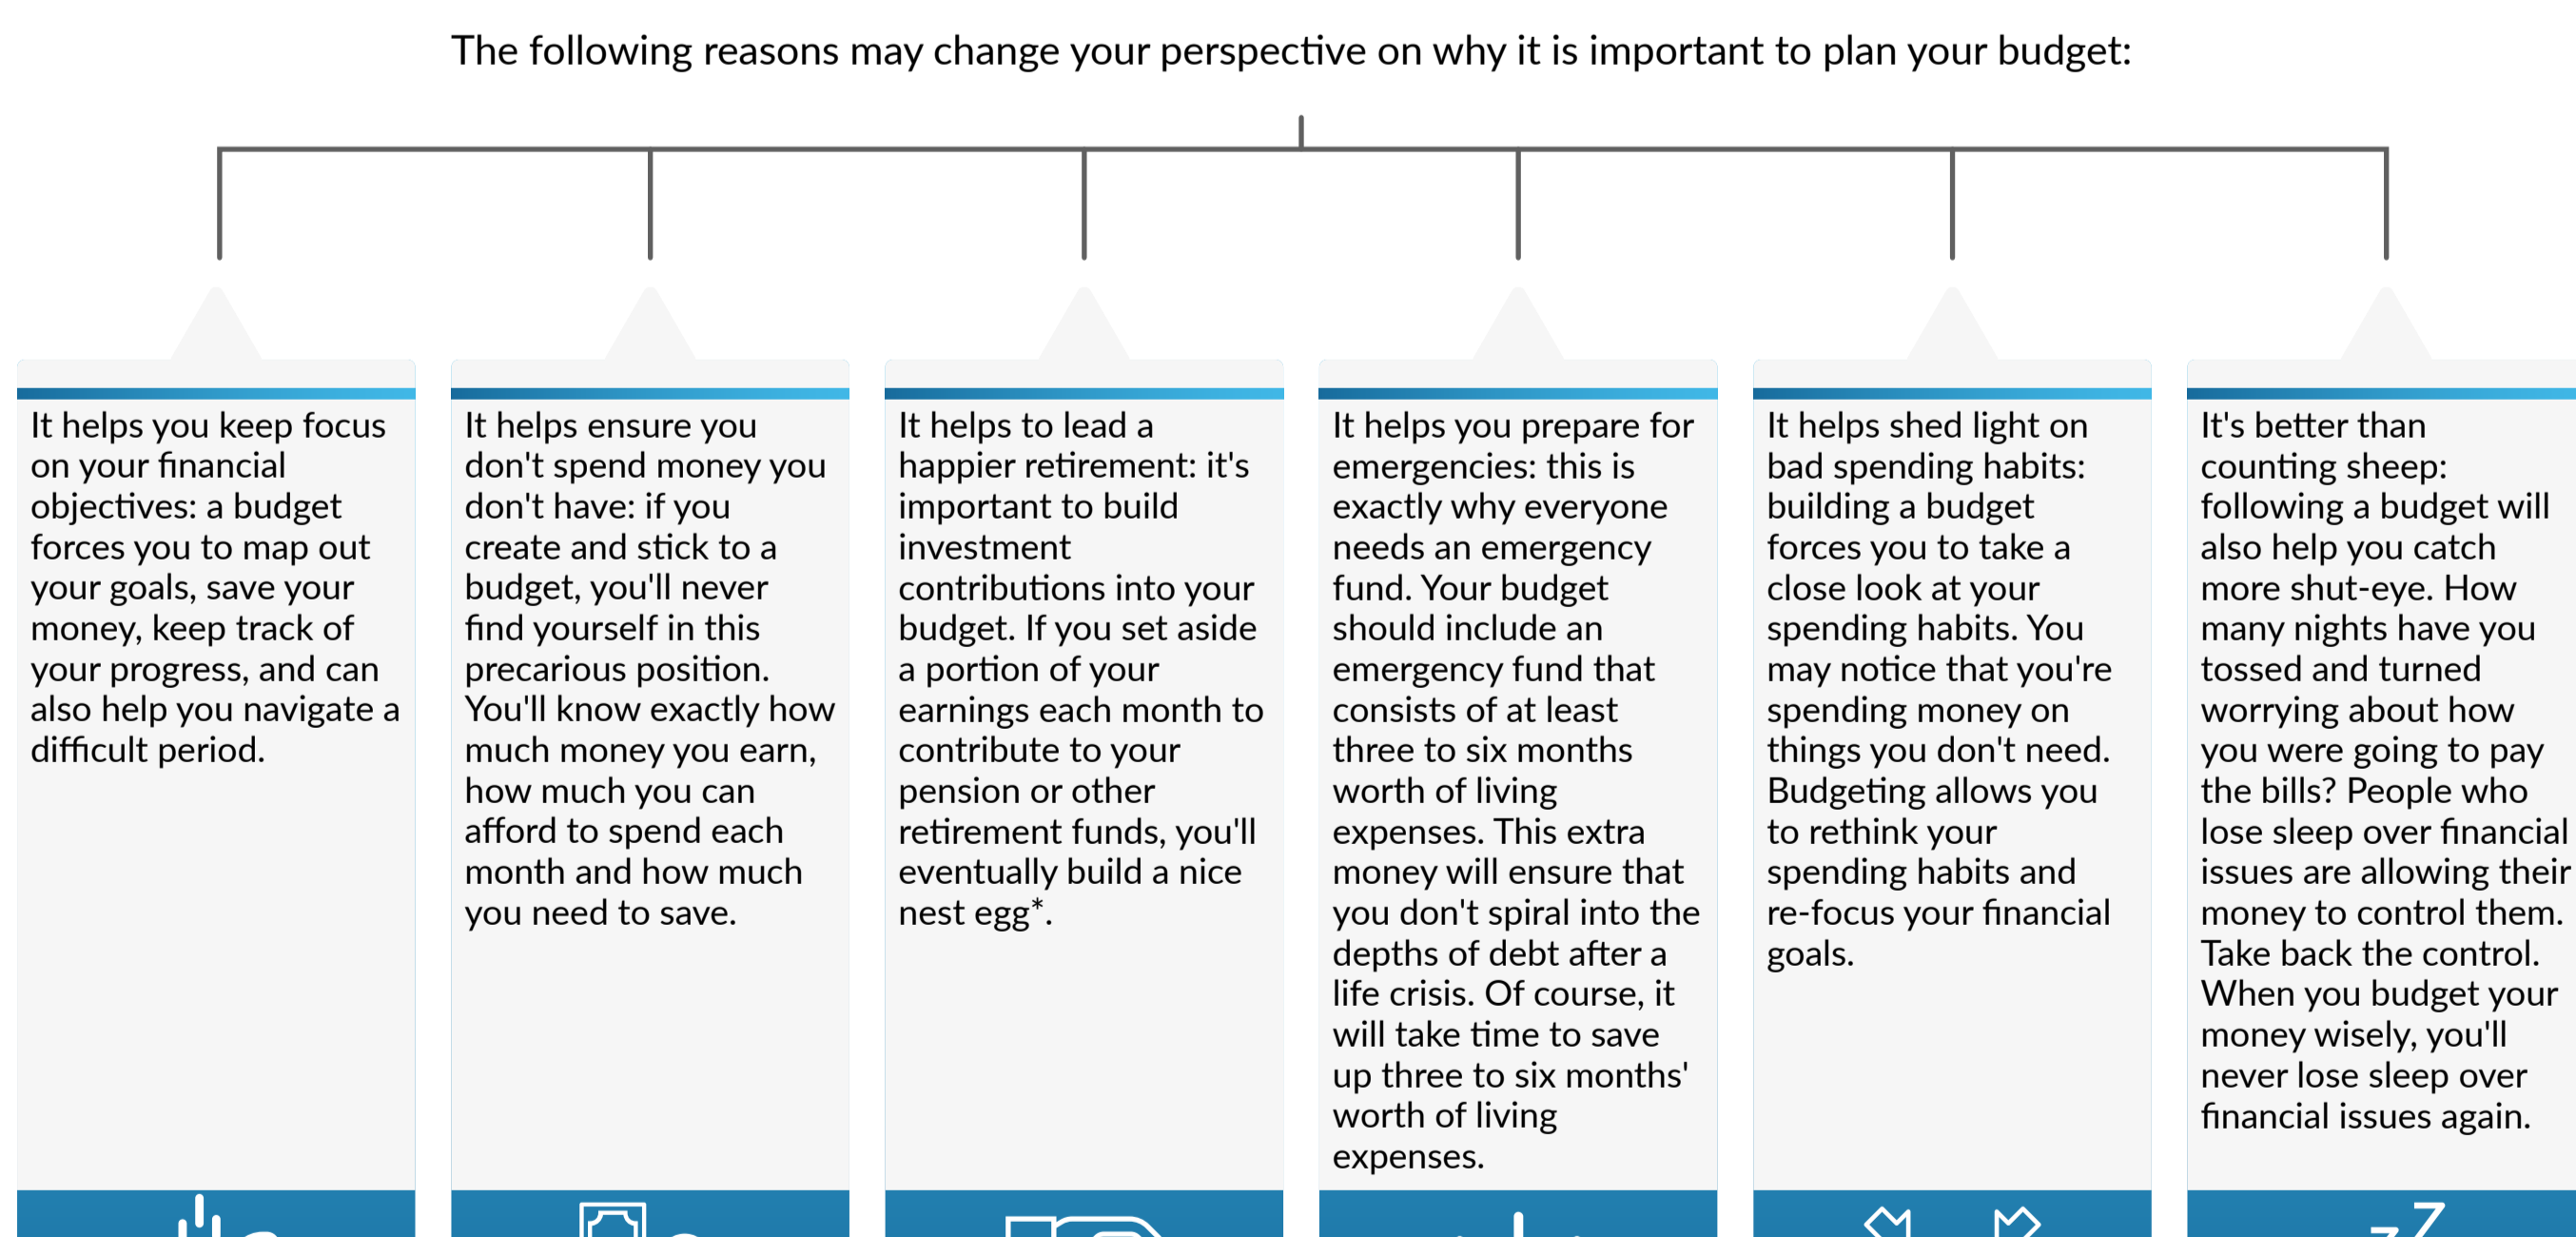 The following reasons may change your perspective on why it is important to plan your budget:
It helps you keep focus
on your financial
objectives: a budget
forces you to map out
your goals, save your
money, keep track of
your progress, and can
also help you navigate a
difficult period.
It helps ensure you
don't spend money you
don't have: if you
create and stick to a
budget, you'll never
find yourself in this
precarious position.
You'll know exactly how
much money you earn,
how much you can
afford to spend each
month and how much
you need to save.
It helps to lead a
happier retirement: it's
important to build
investment
contributions into your
budget. If you set aside
a portion of your
earnings each month to
contribute to your
pension or other
retirement funds, you'll
eventually build a nice
nest egg*.
It helps you prepare for
emergencies: this is
exactly why everyone
needs an emergency
fund. Your budget
should include an
emergency fund that
consists of at least
three to six months
worth of living
expenses. This extra
money will ensure that
you don't spiral into the
depths of debt after a
life crisis. Of course, it
will take time to save
up three to six months'
worth of living
expenses.
It helps shed light on
bad spending habits:
building a budget
forces you to take a
close look at your
spending habits. You
may notice that you're
spending money on
things you don't need.
Budgeting allows you
to rethink your
spending habits and
re-focus your financial
goals.
It's better than
counting sheep:
following a budget will
also help you catch
more shut-eye. How
many nights have you
tossed and turned
worrying about how
you were going to pay
the bills? People who
lose sleep over financial
issues are allowing their
money to control them.
Take back the control.
When you budget your
money wisely, you'll
never lose sleep over
financial issues again.